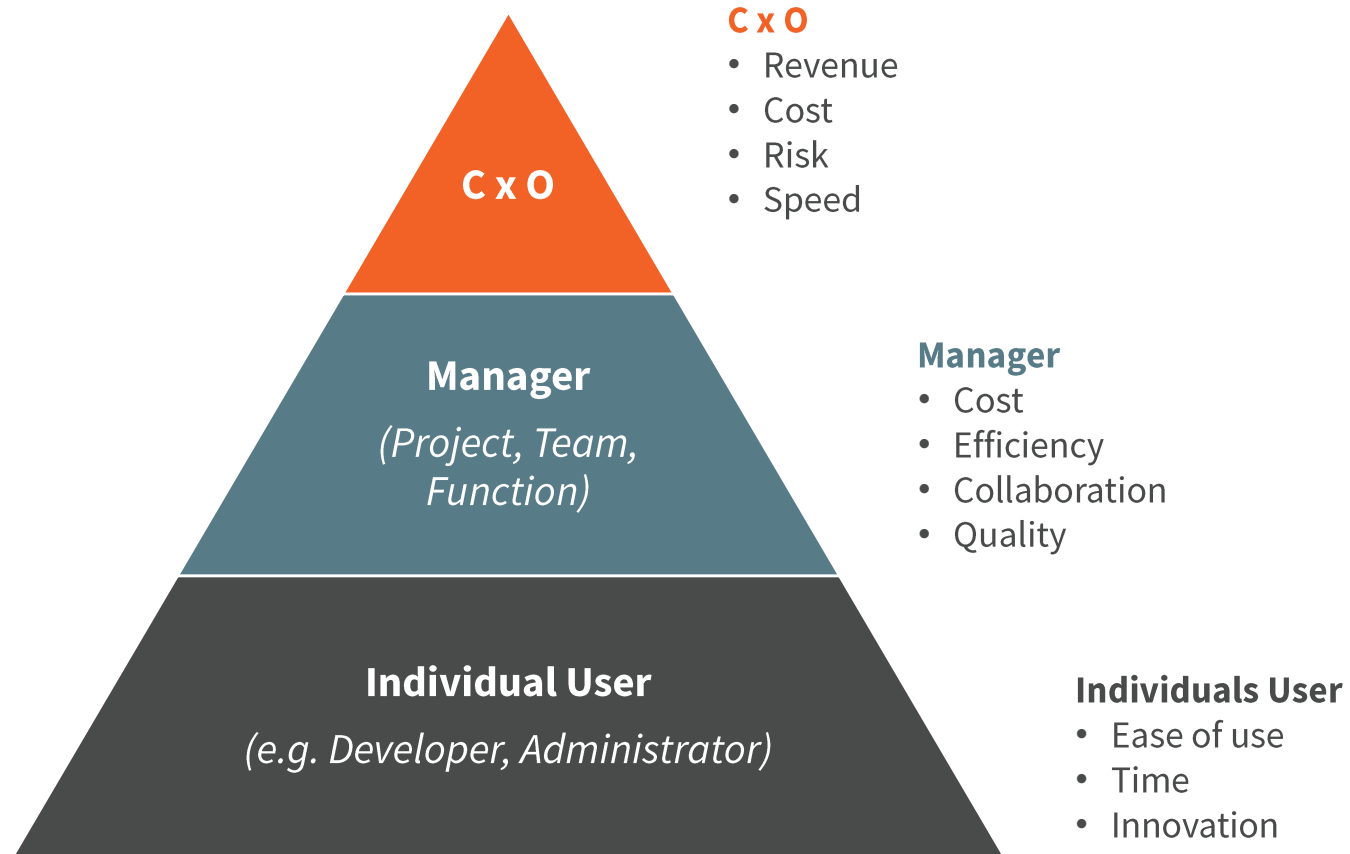 C x O
• Revenue
• Cost
• Risk
• Speed
C x O
Manager
• Cost
• Efficiency
• Collaboration
• Quality
Manager
(Project, Team,
Function)
Individual User
(e.g. Developer, Administrator)
Individuals User
• Ease of use
• Time
• Innovation